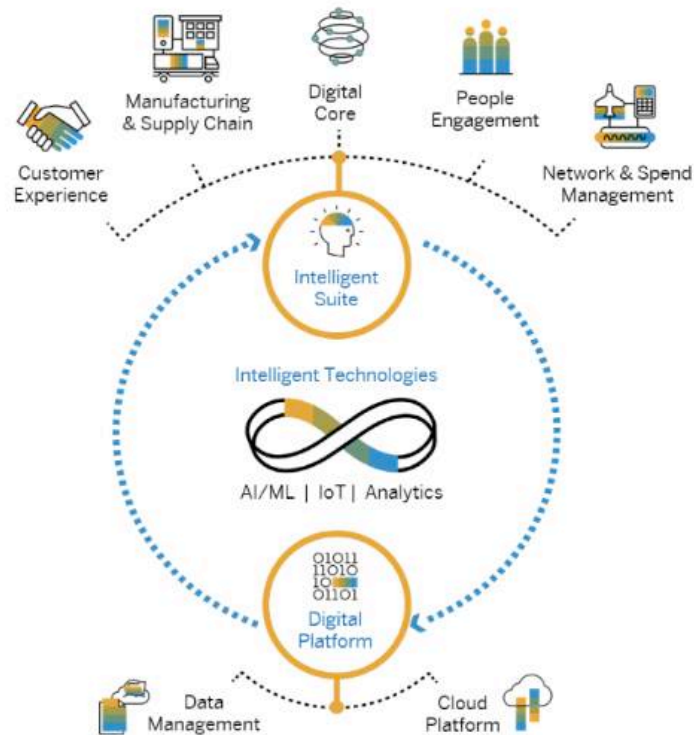 Digital
Core
Manufacturing
& Supply Chain
People
Engagement
Customer
Experience
Network & Spend
Management
Intelligent
Suite
Intelligent Technologies
AI/ML | IoT | Analytics
01011
11010
10
01101
Digital
Platform
Data
Management
Cloud
Platform